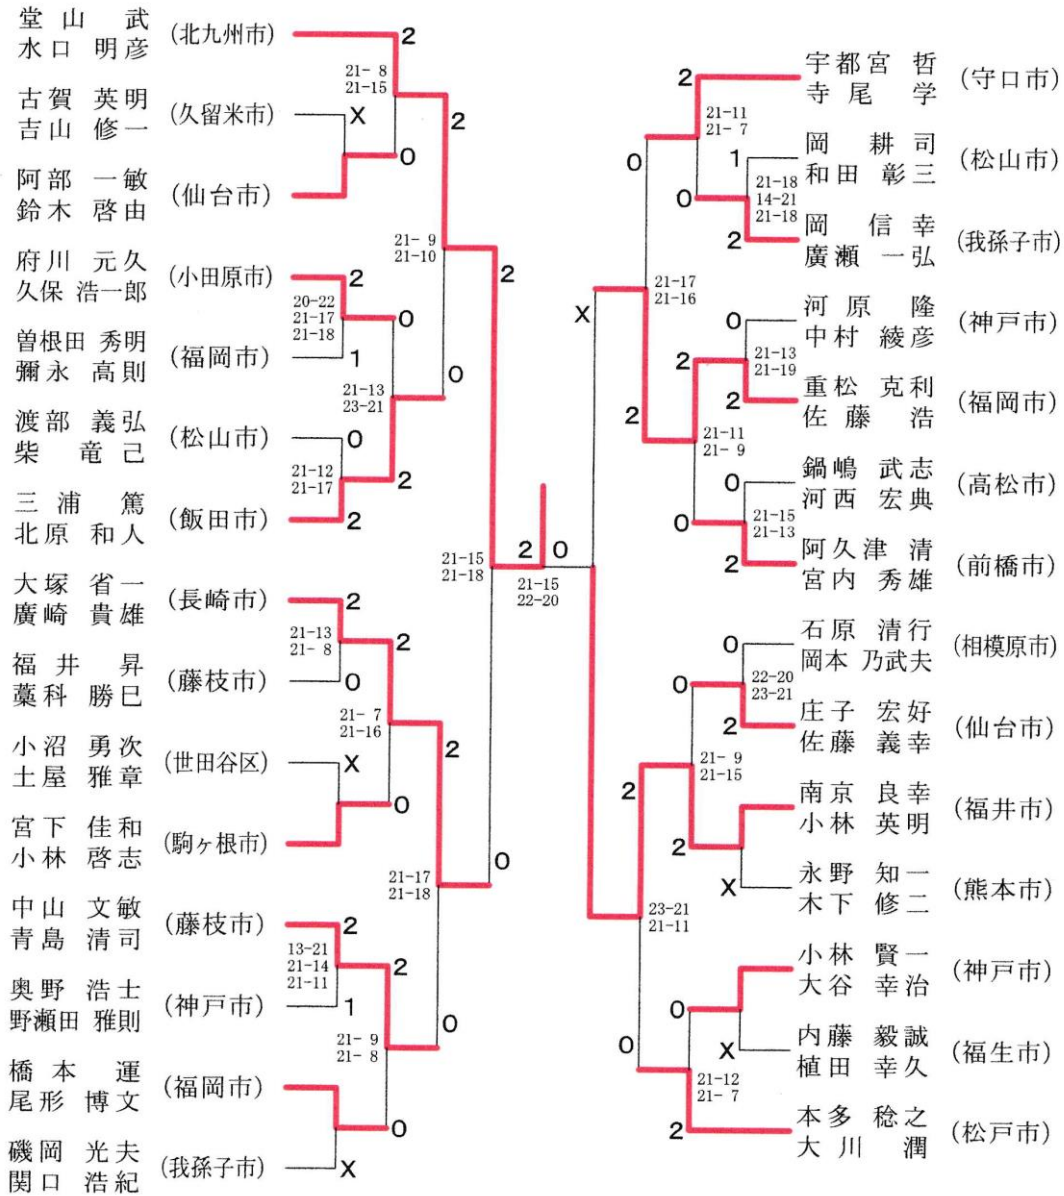 堂山 武
水口 明彦
(北九州市)
2
21- 8
21-15
古賀 英明
吉山 修一
(久留米市)
X
2
0
阿部 一敏
鈴木 啓由
(仙台市)
21- 9
21-10
2
府川 元久
久保 浩一郎
(小田原市)
2
20-22
21-17
21-18
0
曽根田 秀明
彌永 高則
(福岡市)
1
0
21-13
23-21
渡部 義弘
柴 竜己
(松山市)
0
21-12
21-17
2
三浦 篤
北原 和人
(飯田市)
2
21-15
21-18
2
0
21-15
22-20
大塚 省一
廣崎 貴雄
(長崎市)
2
21-13
21- 8
2
福井 昇
藁科 勝巳
(藤枝市)
0
21- 7
21-16
2
小沼 勇次
土屋 雅章
(世田谷区)
X
0
宮下 佳和
小林 啓志
(駒ヶ根市)
0
21-17
21-18
中山 文敏
青島 清司
(藤枝市)
2
13-21
21-14
21-11
2
奥野 浩士
野瀬田 雅則
(神戸市)
1
0
21- 9
21- 8
橋本 運
尾形 博文
(福岡市)
0
磯岡 光夫
関口 浩紀
(我孫子市)
X
2
宇都宮 哲
寺尾 学
(守口市)
21-11
21- 7
0
1
岡 耕司
和田 彰三
(松山市)
21-18
14-21
21-18
0
2
岡 信幸
廣瀬 一弘
(我孫子市)
21-17
21-16
X
0
河原 隆
中村 綾彦
(神戸市)
21-13
21-19
2
2
重松 克利
佐藤 浩
(福岡市)
2
21-11
21- 9
0
鍋嶋 武志
河西 宏典
(高松市)
21-15
21-13
0
2
阿久津 清
宮内 秀雄
(前橋市)
0
石原 清行
岡本 乃武夫
(相模原市)
22-20
23-21
0
2
庄子 宏好
佐藤 義幸
(仙台市)
21- 9
21-15
2
南京 良幸
小林 英明
(福井市)
2
X
永野 知一
木下 修二
(熊本市)
23-21
21-11
小林 賢一
大谷 幸治
(神戸市)
0
0
X
内藤 毅誠
植田 幸久
(福生市)
21-12
21- 7
2
本多 稔之
大川 潤
(松戸市)